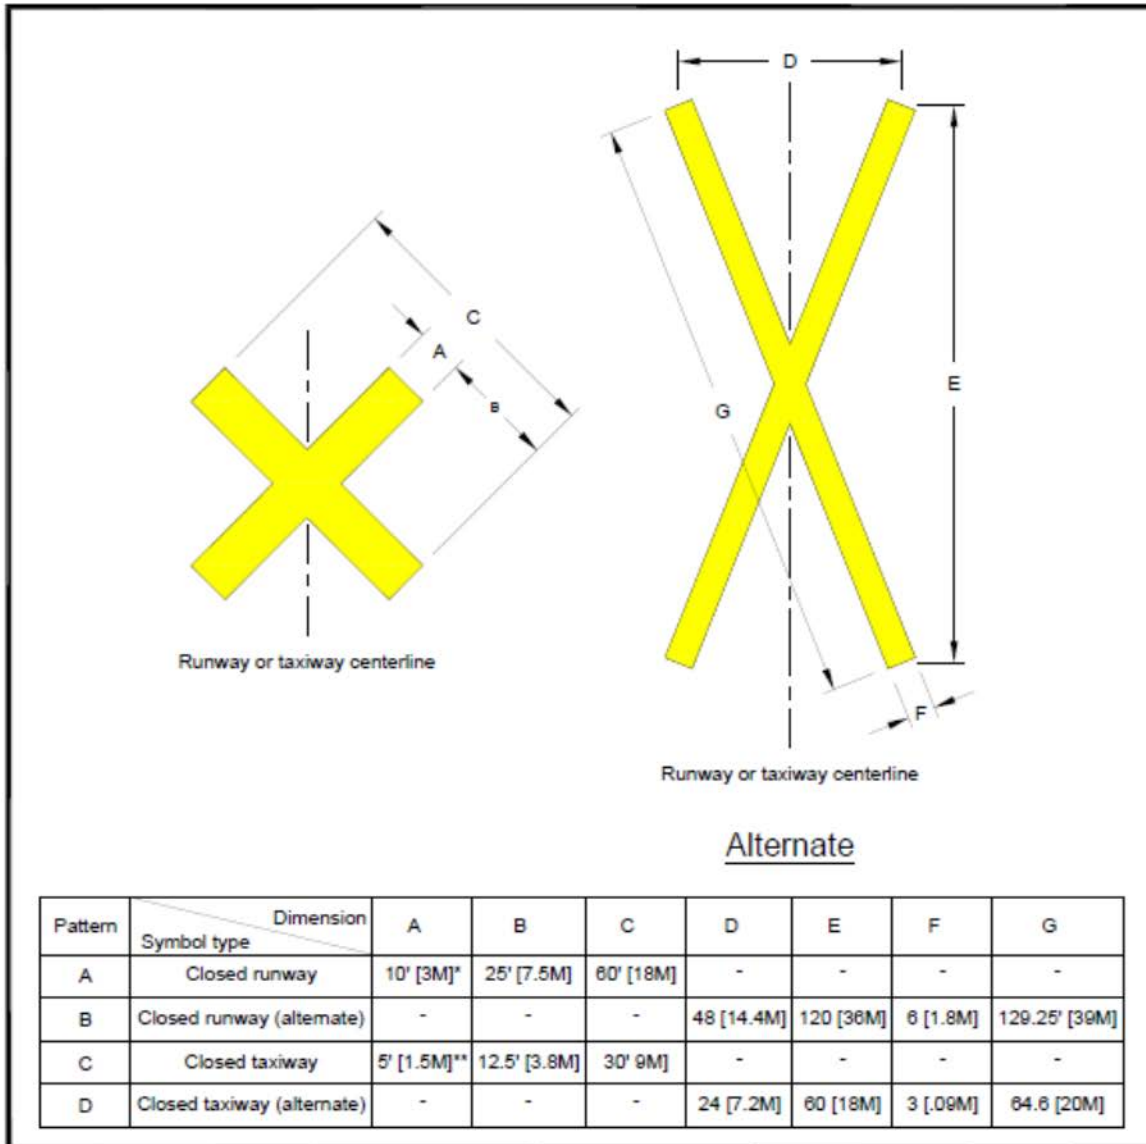 D
C
A
B
E
G
F
Runway or taxiway centerline
Runway or taxiway centerline
Alternate
Pattern Dimension Symbol type A B C D E F G
A Closed runway 10' [3M]* 25' [7.5M] 60' [18M] - - - -
B Closed runway (alternate) - - - 48 [14.4M] 120 [36M] 6 [1.8M] 129.25' [39M]
C Closed taxiway 5' [1.5M]** 12.5' [3.8M] 30' 9M] - - - -
D Closed taxiway (alternate) - - - 24 [7.2M] 60 [18M] 3 [.09M] 64.6 [20M]